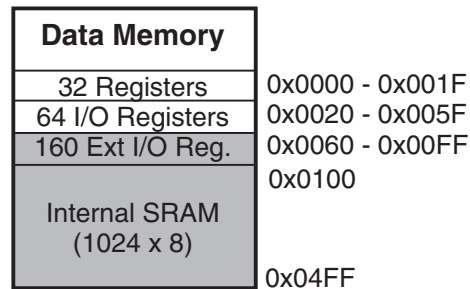 Data Memory
32 Registers 0x0000 - 0x001F
64 I/O Registers 0x0020 - 0x005F
160 Ext I/O Reg. 0x0060 - 0x00FF
0x0100
Internal SRAM
(1024 x 8)
0x04FF